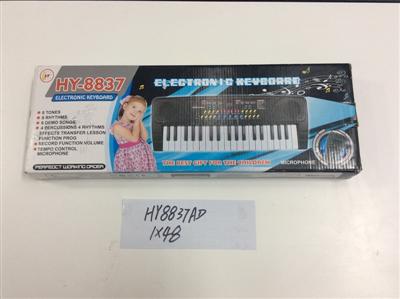 HY-8837
ELECTRONIC KEYBOARD
ELECTRONIC KEYBOARD
8 TONES
8 RHYTHMS
6 DEMO SONGS
4 PERCUSSIONS 4 RHYTHMS
EFFECTS TRANSFER LESSON
FUNCTION PROG
RECORD FUNCTION VOLUME
TEMPO CONTROL
MICROPHONE
THE BEST GIFT FOR THE CHILDREN
MICROPHONE
PERFECT WORKING ORDER
HY8837AD
1X48